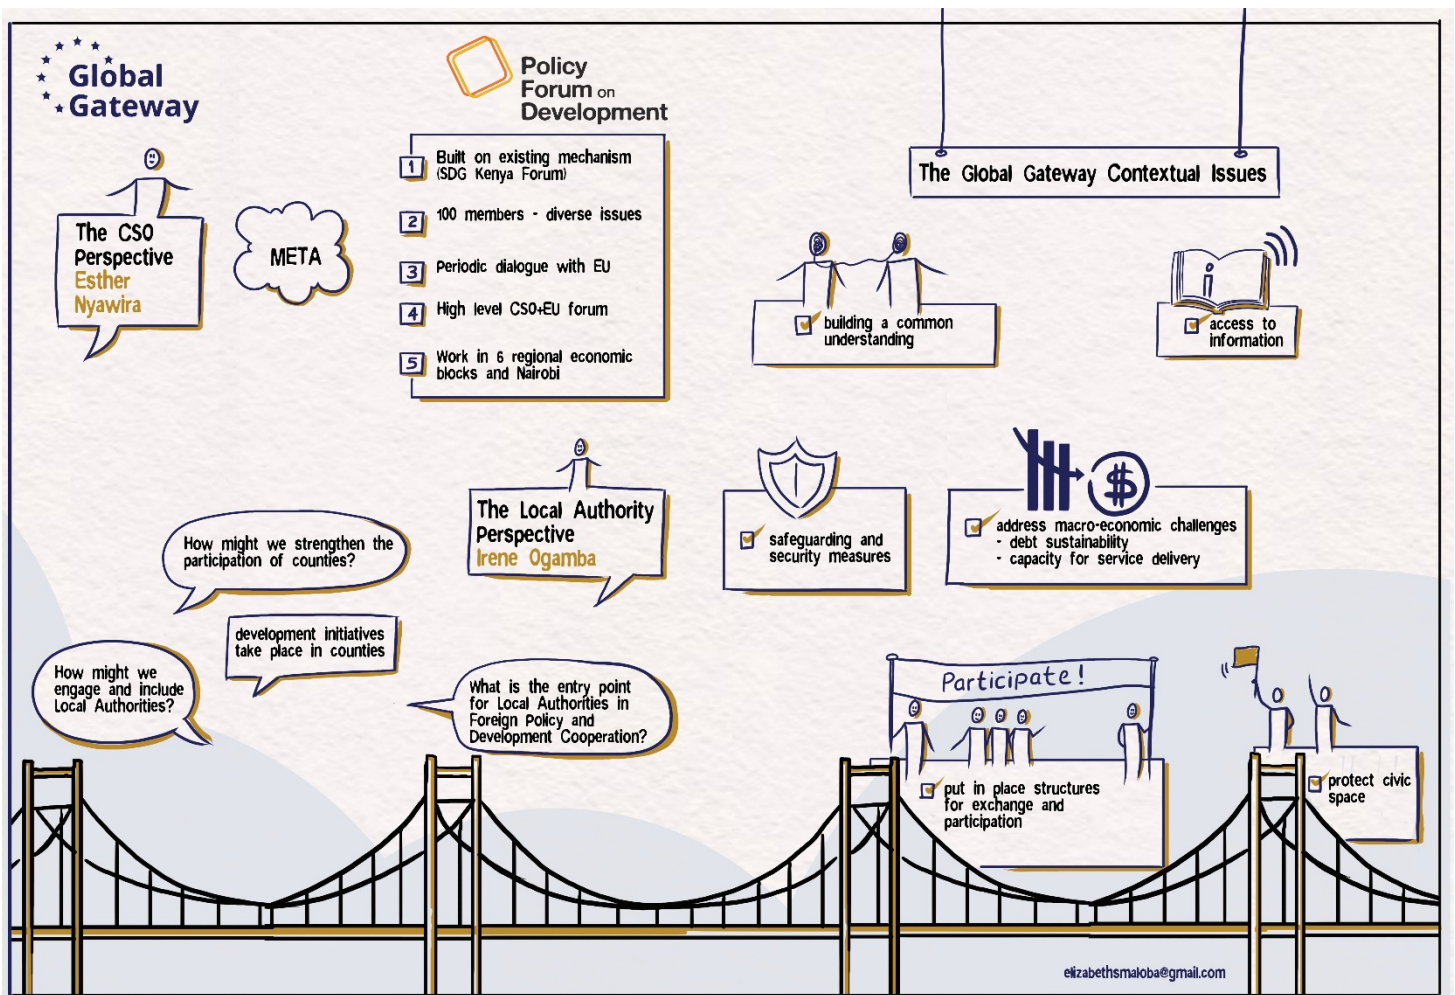 Global
Gateway
Policy
Forum on
Development
The CSO
Perspective
Esther
Nyawira
META
1
Built on existing mechanism
(SDG Kenya Forum)
2
100 members - diverse issues
3
Periodic dialogue with EU
4
High level CSO+EU forum
5
Work in 6 regional economic
blocks and Nairobi
The Global Gateway Contextual Issues
building a common
understanding
i
access to
information
The Local Authority
Perspective
Irene Ogamba
safeguarding and
security measures
$
address macro-economic challenges
- debt sustainability
- capacity for service delivery
How might we strengthen the
participation of counties?
development initiatives
take place in counties
How might we
engage and include
Local Authorities?
What is the entry point
for Local Authorities in
Foreign Policy and
Development Cooperation?
Participate!
put in place structures
for exchange and
participation
protect civic
space
elizabethsmaloba@gmail.com